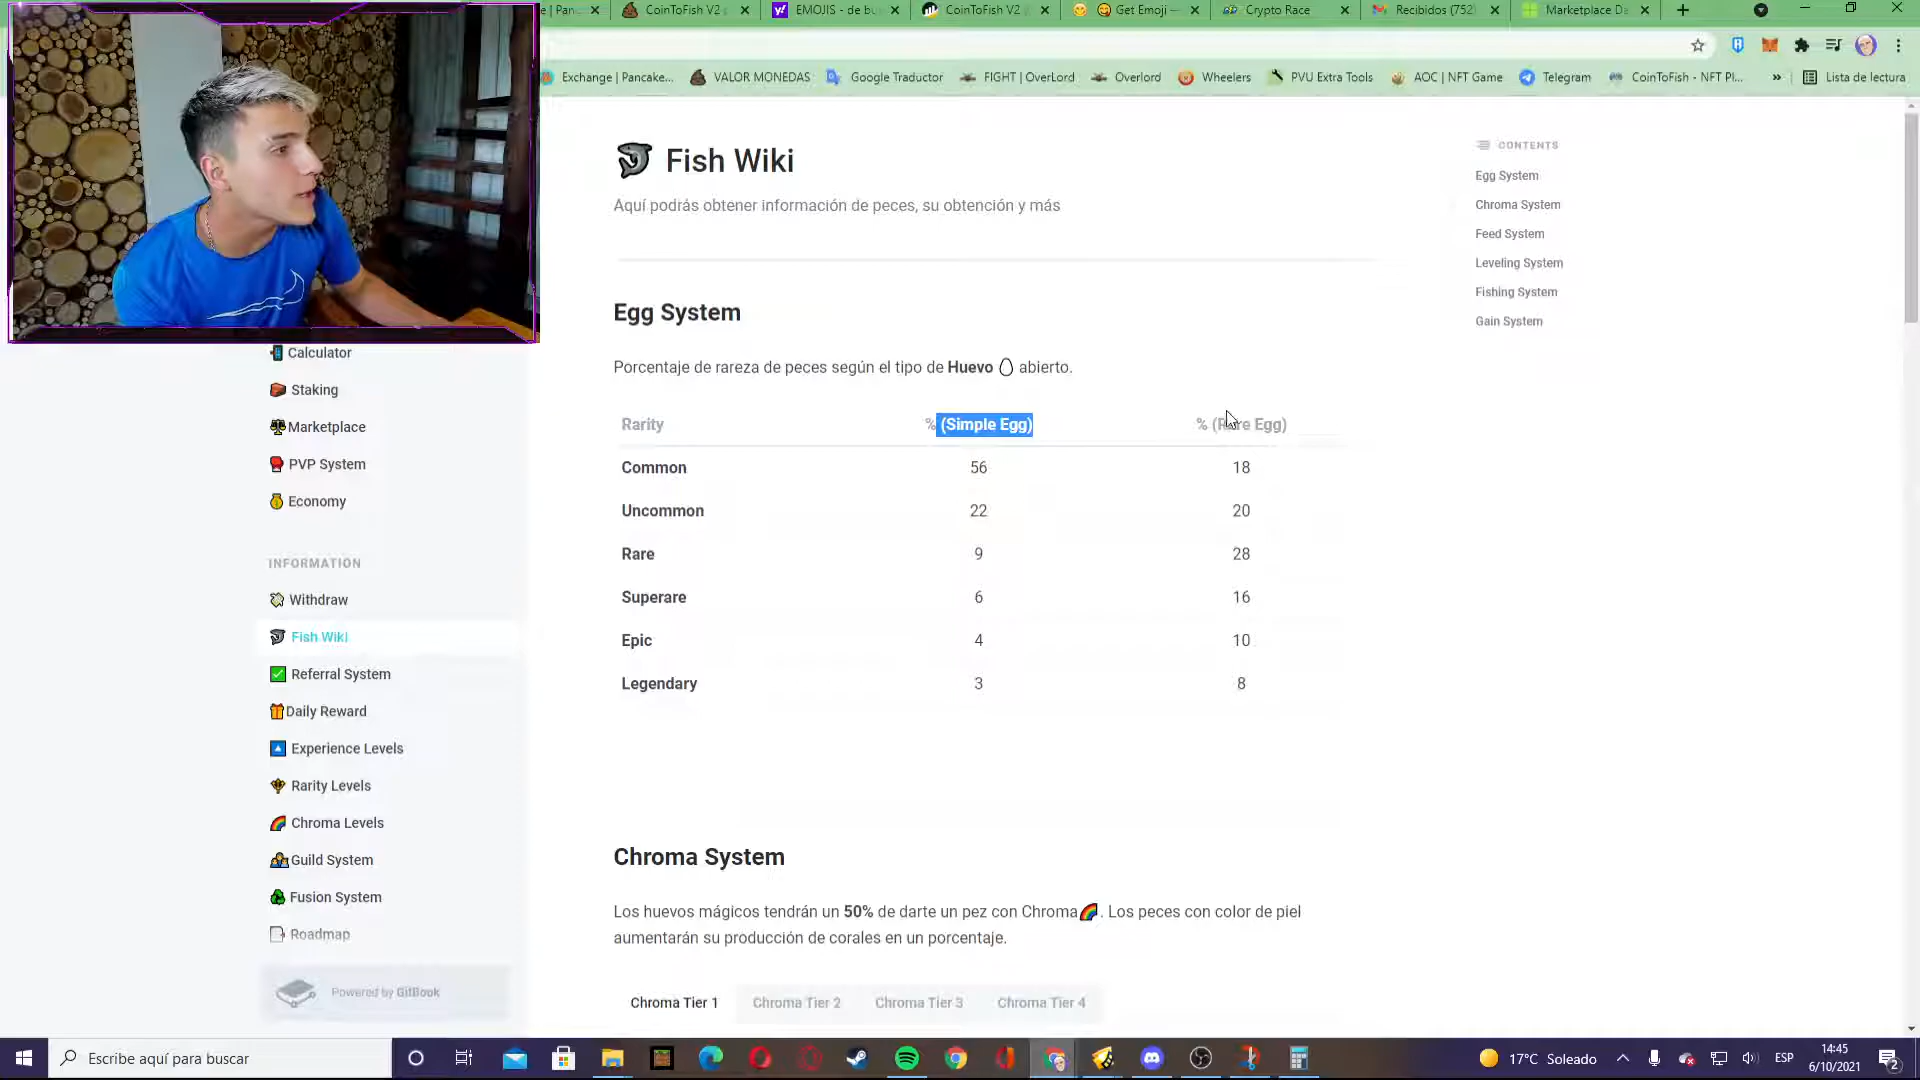 e | Pan
CoinToFish V2
EMOJIS - de bu
CoinToFish V2
Get Emoji —
Crypto Race
Recibidos (752)
Marketplace Da
Exchange | Pancake...
VALOR MONEDAS
Google Traductor
FIGHT | OverLord
Overlord
Wheelers
PVU Extra Tools
AOC | NFT Game
Telegram
CoinToFish - NFT Pl...
»
Lista de lectura
Fish Wiki
Aquí podrás obtener información de peces, su obtención y más
CONTENTS
Egg System
Chroma System
Feed System
Leveling System
Fishing System
Gain System
Egg System
Porcentaje de rareza de peces según el tipo de Huevo abierto.
Rarity % (Simple Egg) % (Rare Egg)
Common 56 18
Uncommon 22 20
Rare 9 28
Superare 6 16
Epic 4 10
Legendary 3 8
Chroma System
Los huevos mágicos tendrán un 50% de darte un pez con Chroma🌈. Los peces con color de piel
aumentarán su producción de corales en un porcentaje.
Chroma Tier 1 Chroma Tier 2 Chroma Tier 3 Chroma Tier 4
Calculator
Staking
Marketplace
PVP System
Economy
INFORMATION
Withdraw
Fish Wiki
Referral System
Daily Reward
Experience Levels
Rarity Levels
Chroma Levels
Guild System
Fusion System
Roadmap
Powered by GitBook
Escribe aquí para buscar
17°C Soleado
ESP
14:45
6/10/2021
2